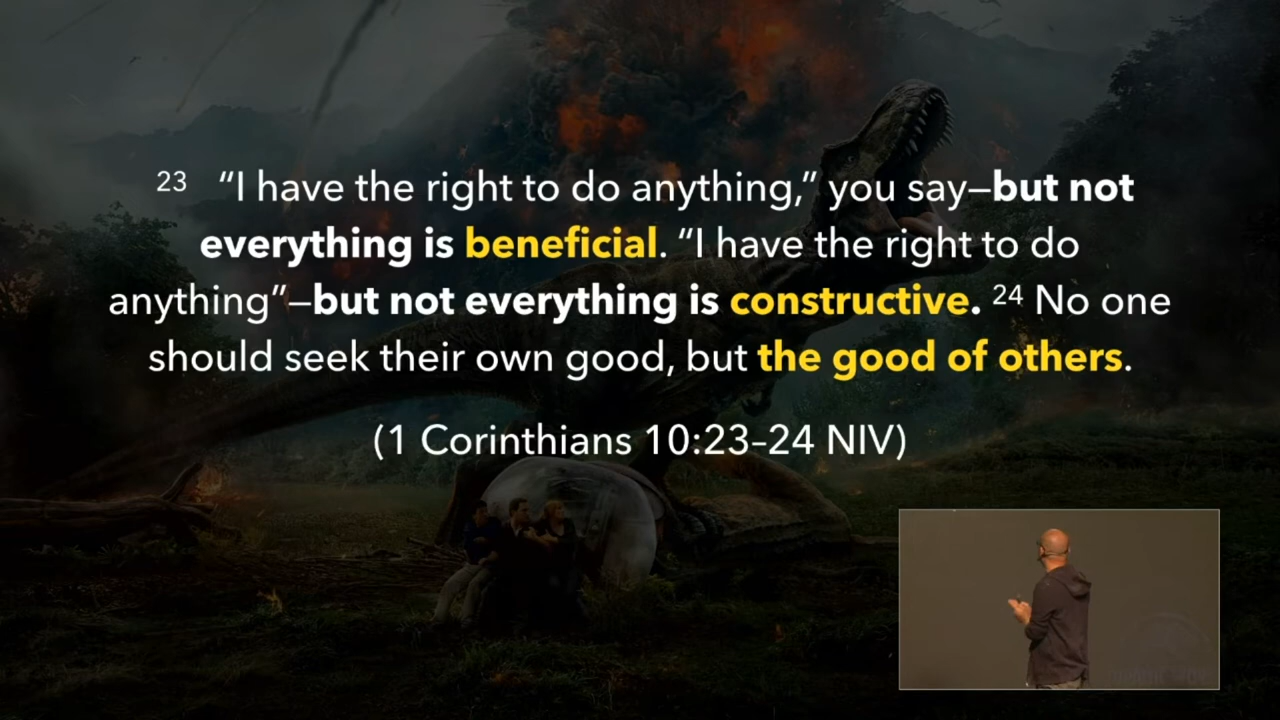 23 “I have the right to do anything,” you say—but not
everything is beneficial. “I have the right to do
anything”—but not everything is constructive. 24 No one
should seek their own good, but the good of others.
(1 Corinthians 10:23–24 NIV)